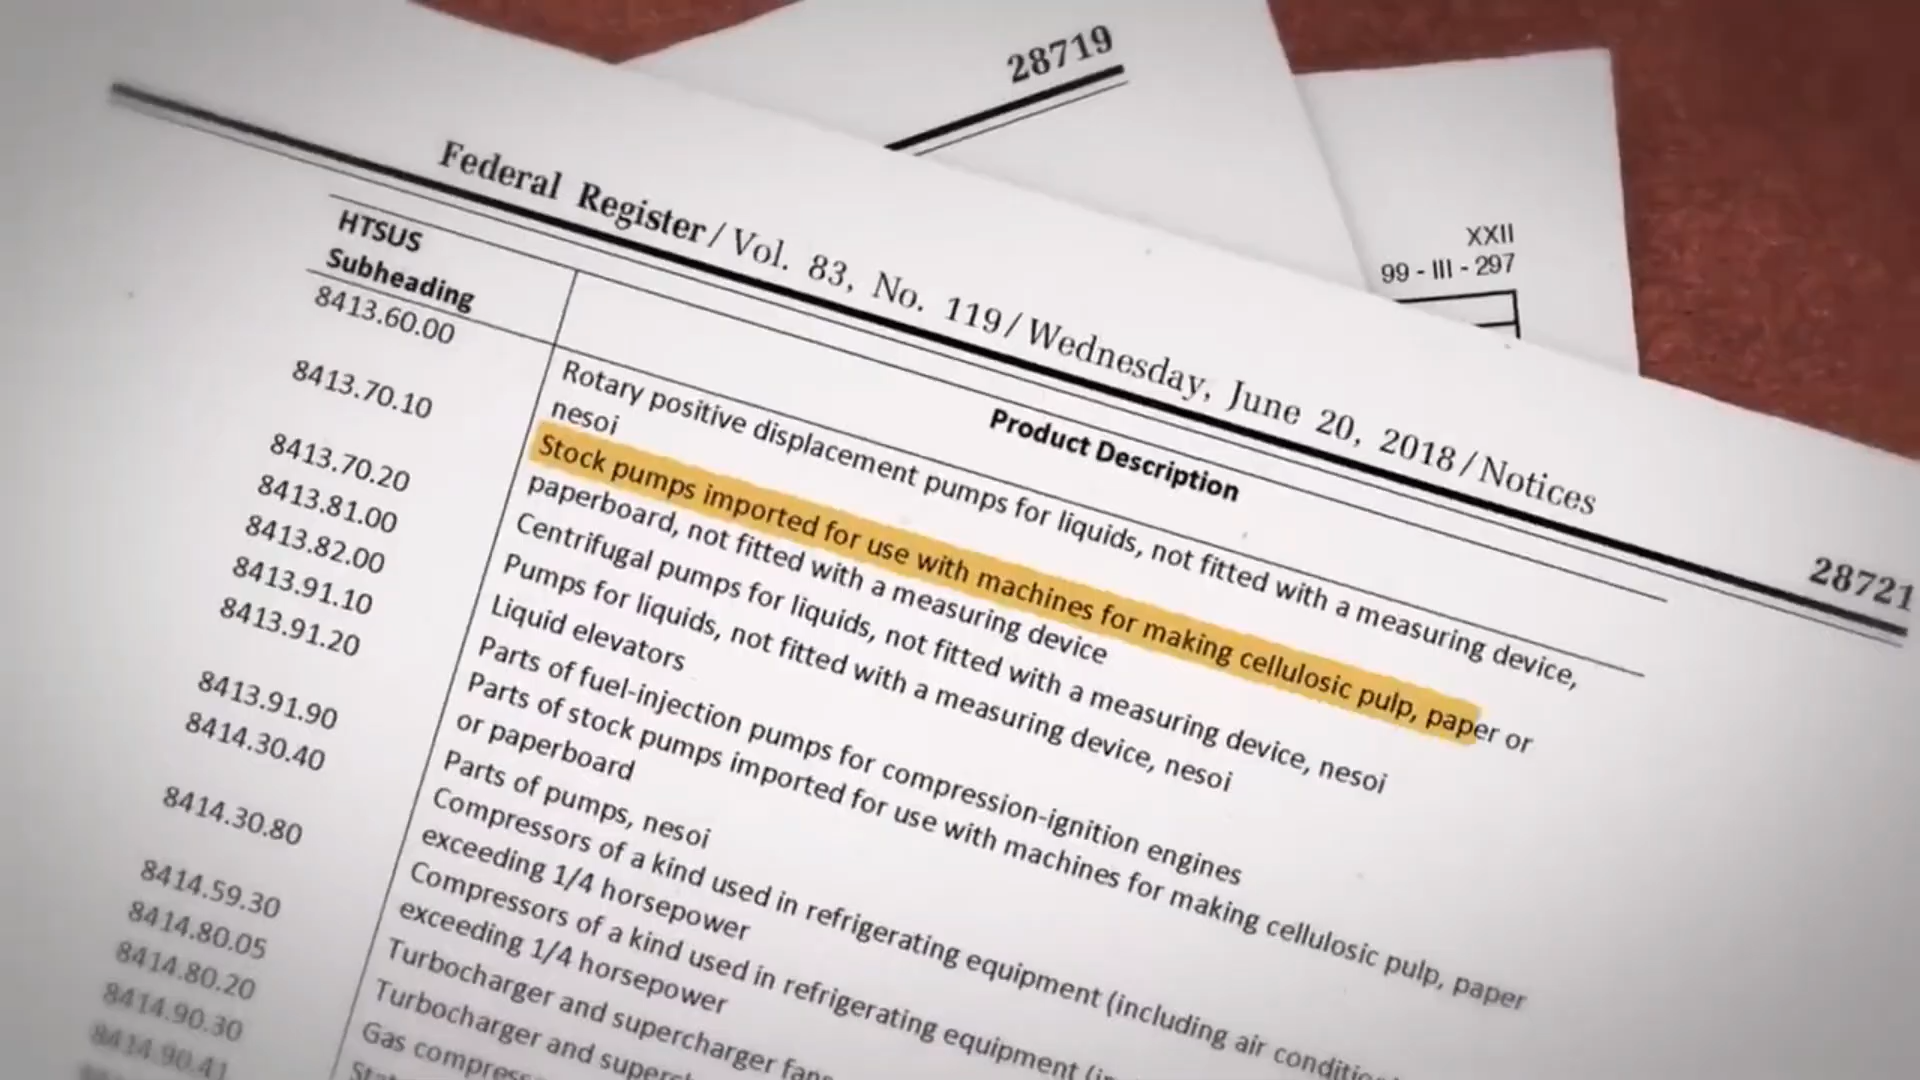 28719
XXII
99 - III - 297
Federal Register / Vol. 83, No. 119 / Wednesday, June 20, 2018 / Notices
28721
HTSUS
Subheading
Product Description
8413.60.00
Rotary positive displacement pumps for liquids, not fitted with a measuring device,
nesoi
8413.70.10
Stock pumps imported for use with machines for making cellulosic pulp, paper or
paperboard, not fitted with a measuring device
8413.70.20
Centrifugal pumps for liquids, not fitted with a measuring device, nesoi
8413.81.00
Pumps for liquids, not fitted with a measuring device, nesoi
8413.82.00
Liquid elevators
8413.91.10
Parts of fuel-injection pumps for compression-ignition engines
8413.91.20
Parts of stock pumps imported for use with machines for making cellulosic pulp, paper
or paperboard
8413.91.90
Parts of pumps, nesoi
8414.30.40
Compressors of a kind used in refrigerating equipment (including air
exceeding 1/4 horsepower
8414.30.80
Compressors of a kind used in refrigerating equipment
exceeding 1/4 horsepower
8414.59.30
Turbocharger and supercharger fans
8414.80.05
Turbocharger and
8414.80.20
Gas
8414.90.30
8414.90.41